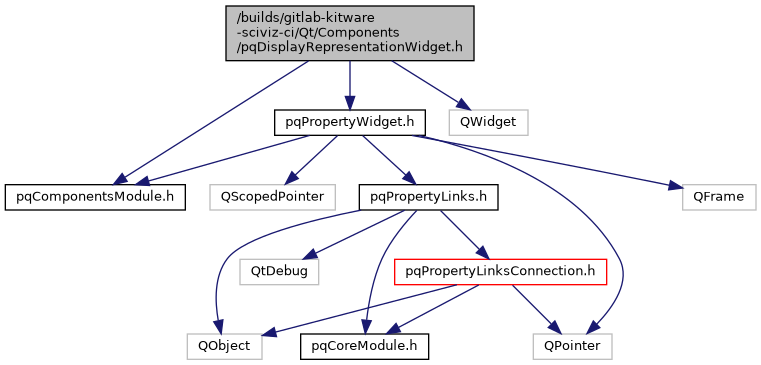 /builds/gitlab-kitware
-sciviz-ci/Qt/Components
/pqDisplayRepresentationWidget.h
pqPropertyWidget.h
QWidget
pqComponentsModule.h
QScopedPointer
pqPropertyLinks.h
QFrame
QtDebug
pqPropertyLinksConnection.h
QObject
pqCoreModule.h
QPointer